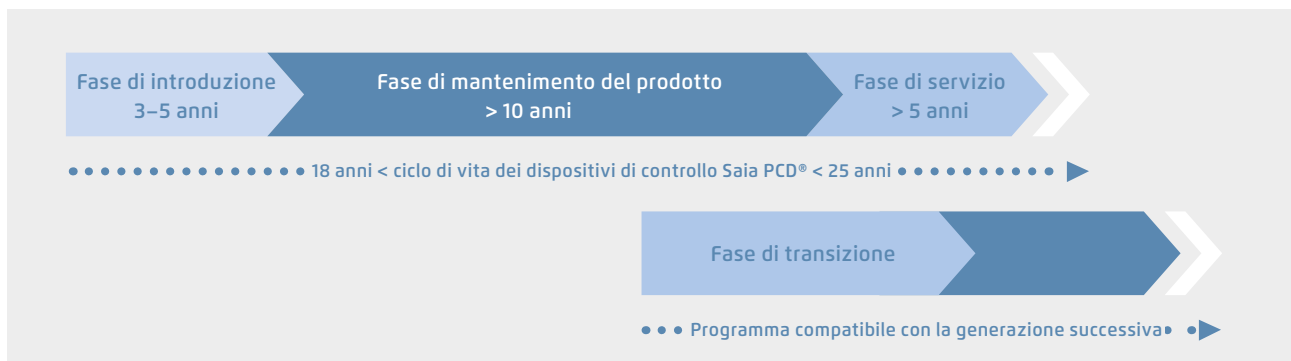 Fase di introduzione
3–5 anni
Fase di mantenimento del prodotto
> 10 anni
Fase di servizio
> 5 anni
18 anni < ciclo di vita dei dispositivi di controllo Saia PCD® < 25 anni
Fase di transizione
Programma compatibile con la generazione successiva